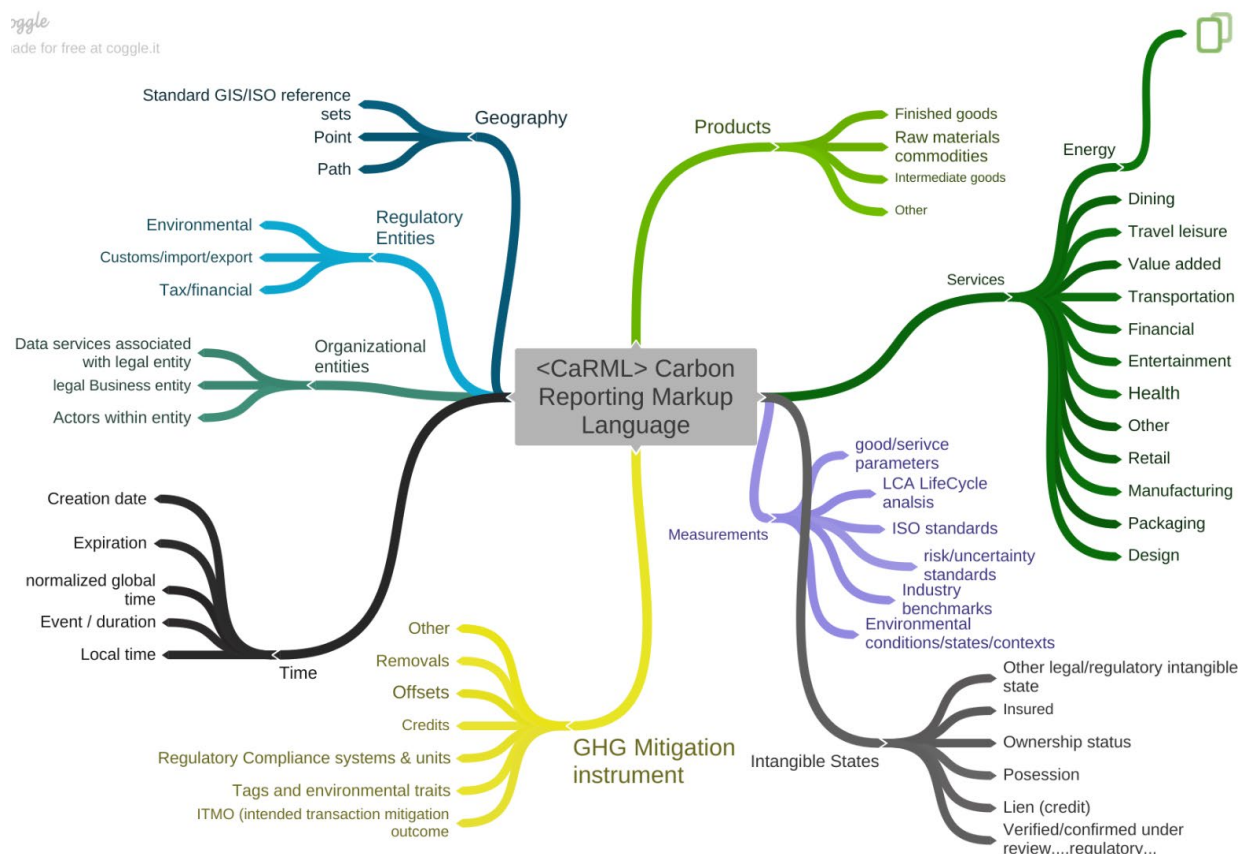 oggle
ade for free at coggle.it
Standard GIS/ISO reference
sets
Point
Path
Geography
Environmental
Customs/import/export
Tax/financial
Regulatory
Entities
Data services associated
with legal entity
legal Business entity
Actors within entity
Organizational
entities
Creation date
Expiration
normalized global
time
Event / duration
Local time
Time
<CaRML> Carbon
Reporting Markup
Language
Products
Finished goods
Raw materials
commodities
Intermediate goods
Other
Services
Energy
Dining
Travel leisure
Value added
Transportation
Financial
Entertainment
Health
Other
Retail
Manufacturing
Packaging
Design
Measurements
good/serivce
parameters
LCA LifeCycle
analsis
ISO standards
risk/uncertainty
standards
Industry
benchmarks
Environmental
conditions/states/contexts
Other
Removals
Offsets
Credits
Regulatory Compliance systems & units
Tags and environmental traits
ITMO (intended transaction mitigation
outcome
GHG Mitigation
instrument
Intangible States
Other legal/regulatory intangible
state
Insured
Ownership status
Posession
Lien (credit)
Verified/confirmed under
review....regulatory...